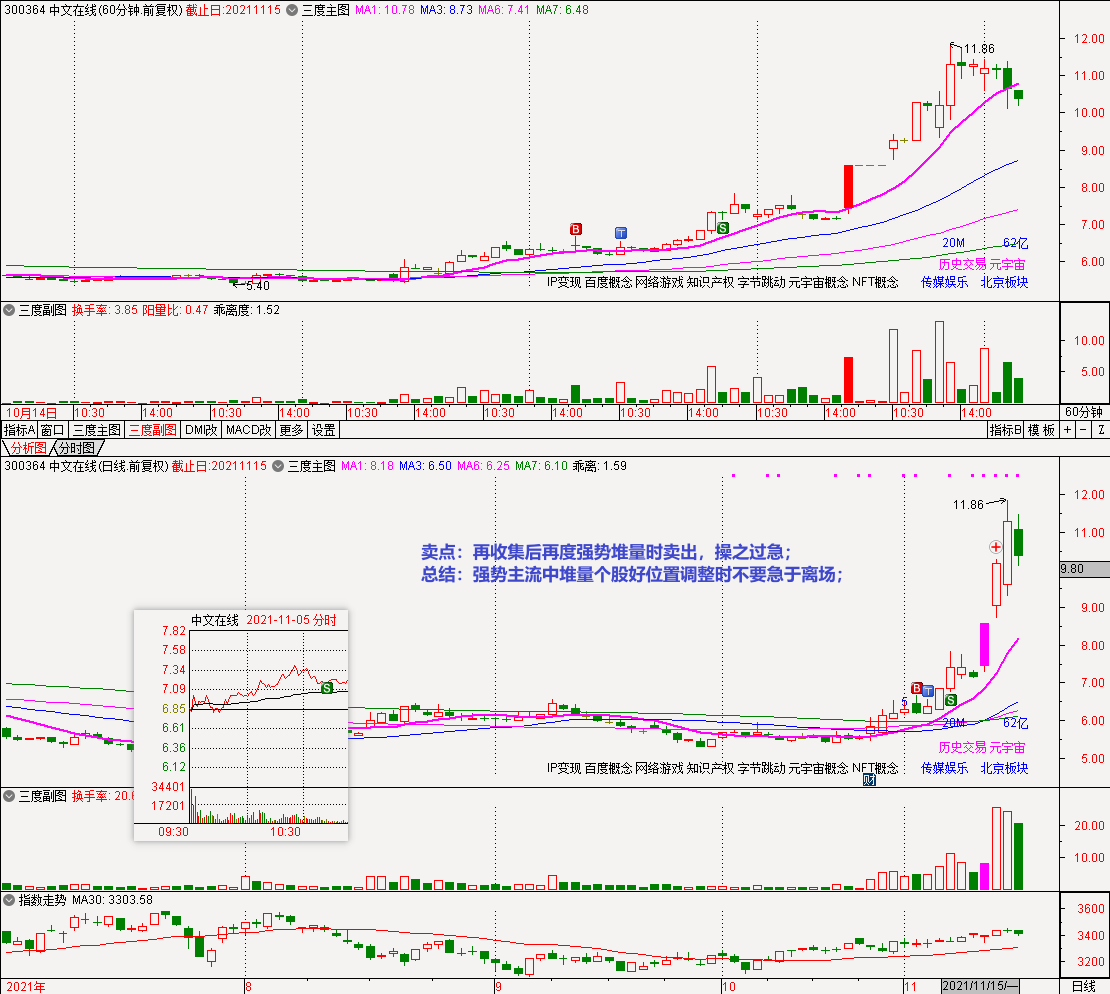 300364 中文在线(60分钟.前复权) 截止日:20211115 三度主图 MA1: 10.78 MA3: 8.73 MA6: 7.41 MA7: 6.48
12.00
11.86
11.00
10.00
9.00
8.00
7.00
B T S
20M 62亿
6.00
历史交易 元宇宙
5.40
IP变现 百度概念 网络游戏 知识产权 字节跳动 元宇宙概念 NFT概念 传媒娱乐 北京板块
三度副图 换手率: 3.85 阳量比: 0.47 乖离度: 1.52
10.00
5.00
10月14日 10:30 14:00 10:30 14:00 10:30 14:00 10:30 14:00 10:30 14:00 10:30 14:00 10:30 14:00 60分钟
指标A 窗口 三度主图 三度副图 DMI改 MACD改 更多 设置 指标B 模 板 + - Z
分析图 分时图
300364 中文在线(日线.前复权) 截止日:20211115 三度主图 MA1: 8.18 MA3: 6.50 MA6: 6.25 MA7: 6.10 乖离: 1.59
12.00
11.86
11.00
卖点：再收集后再度强势堆量时卖出，操之过急；
总结：强势主流中堆量个股好位置调整时不要急于离场；
9.80
9.00
8.00
7.00
B T S
5
20M 62亿
6.00
历史交易 元宇宙
5.00
IP变现 百度概念 网络游戏 知识产权 字节跳动 元宇宙概念 NFT概念 传媒娱乐 北京板块
财
中文在线 2021-11-05 分时
7.82
7.58
7.34
7.09
S
6.85
6.61
6.36
6.12
34401
17201
09:30 10:30
三度副图 换手率: 20.6
20.00
10.00
指数走势 MA30: 3303.58
3600
3400
3200
2021年 8 9 10 11 2021/11/15/一 日线